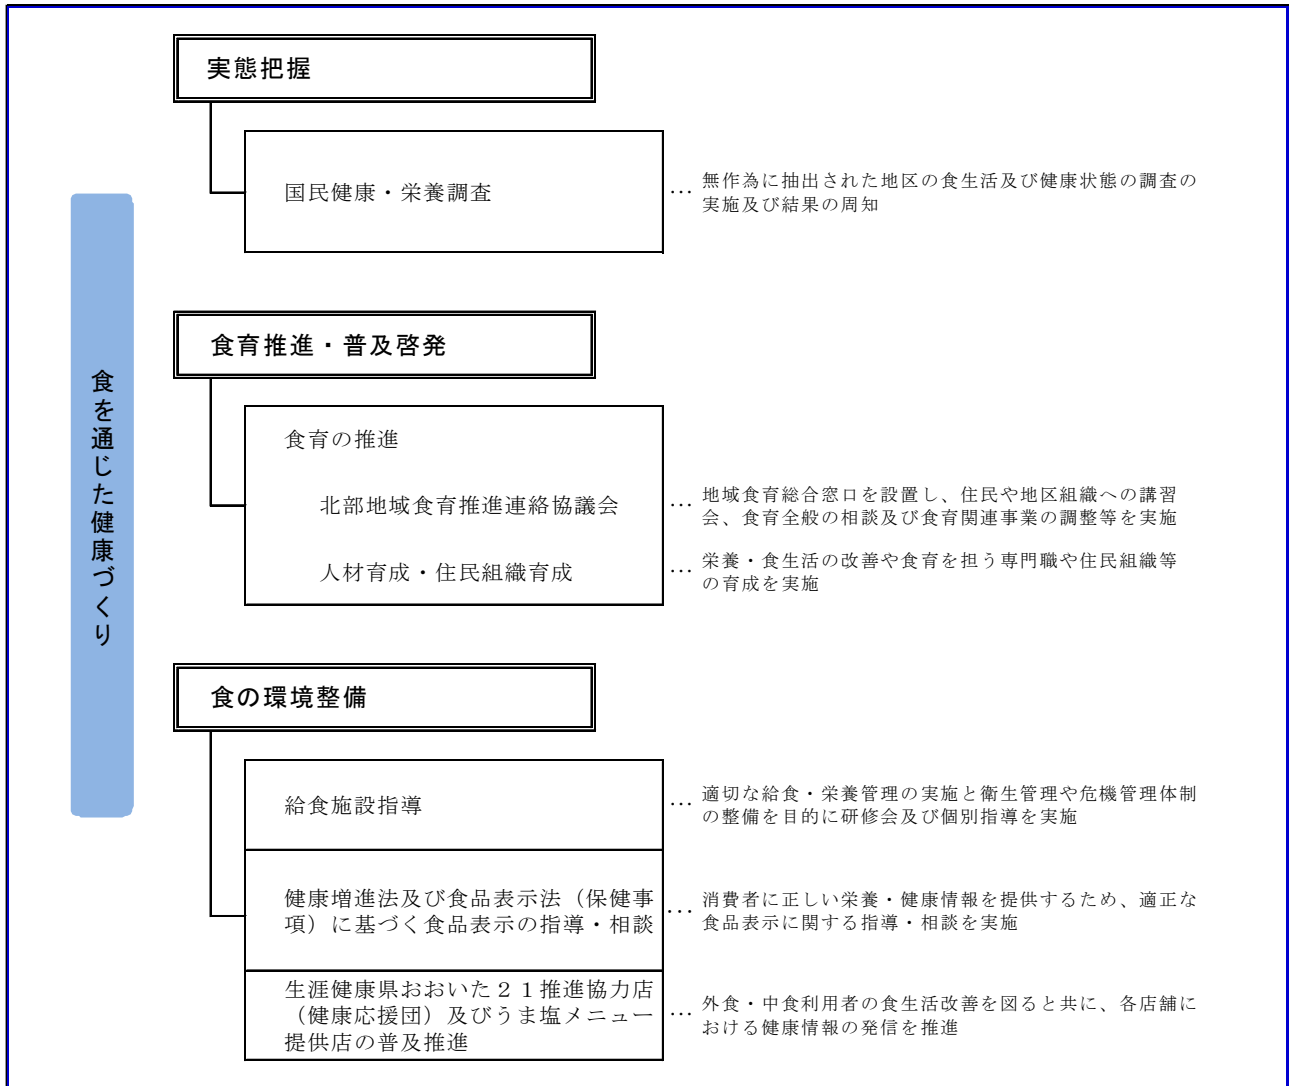 食を通じた健康づくり
実態把握
国民健康・栄養調査
… 無作為に抽出された地区の食生活及び健康状態の調査の
実施及び結果の周知
食育推進・普及啓発
食育の推進
北部地域食育推進連絡協議会
… 地域食育総合窓口を設置し、住民や地区組織への講習
会、食育全般の相談及び食育関連事業の調整等を実施
人材育成・住民組織育成
… 栄養・食生活の改善や食育を担う専門職や住民組織等
の育成を実施
食の環境整備
給食施設指導
… 適切な給食・栄養管理の実施と衛生管理や危機管理体制
の整備を目的に研修会及び個別指導を実施
健康増進法及び食品表示法（保健事
項）に基づく食品表示の指導・相談
… 消費者に正しい栄養・健康情報を提供するため、適正な
食品表示に関する指導・相談を実施
生涯健康県おおいた２１推進協力店
（健康応援団）及びうま塩メニュー
提供店の普及推進
… 外食・中食利用者の食生活改善を図ると共に、各店舗に
おける健康情報の発信を推進